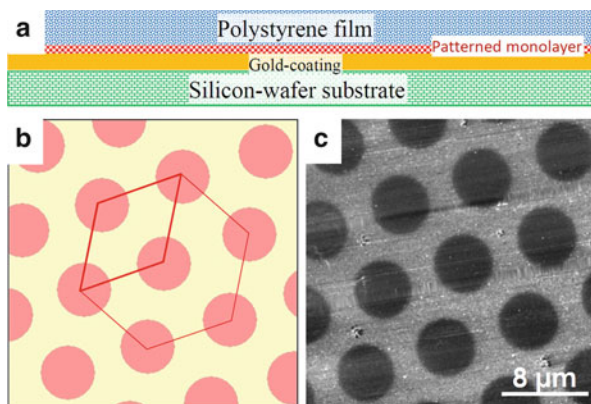 a
Polystyrene film
Patterned monolayer
Gold-coating
Silicon-wafer substrate
b
c
8 µm